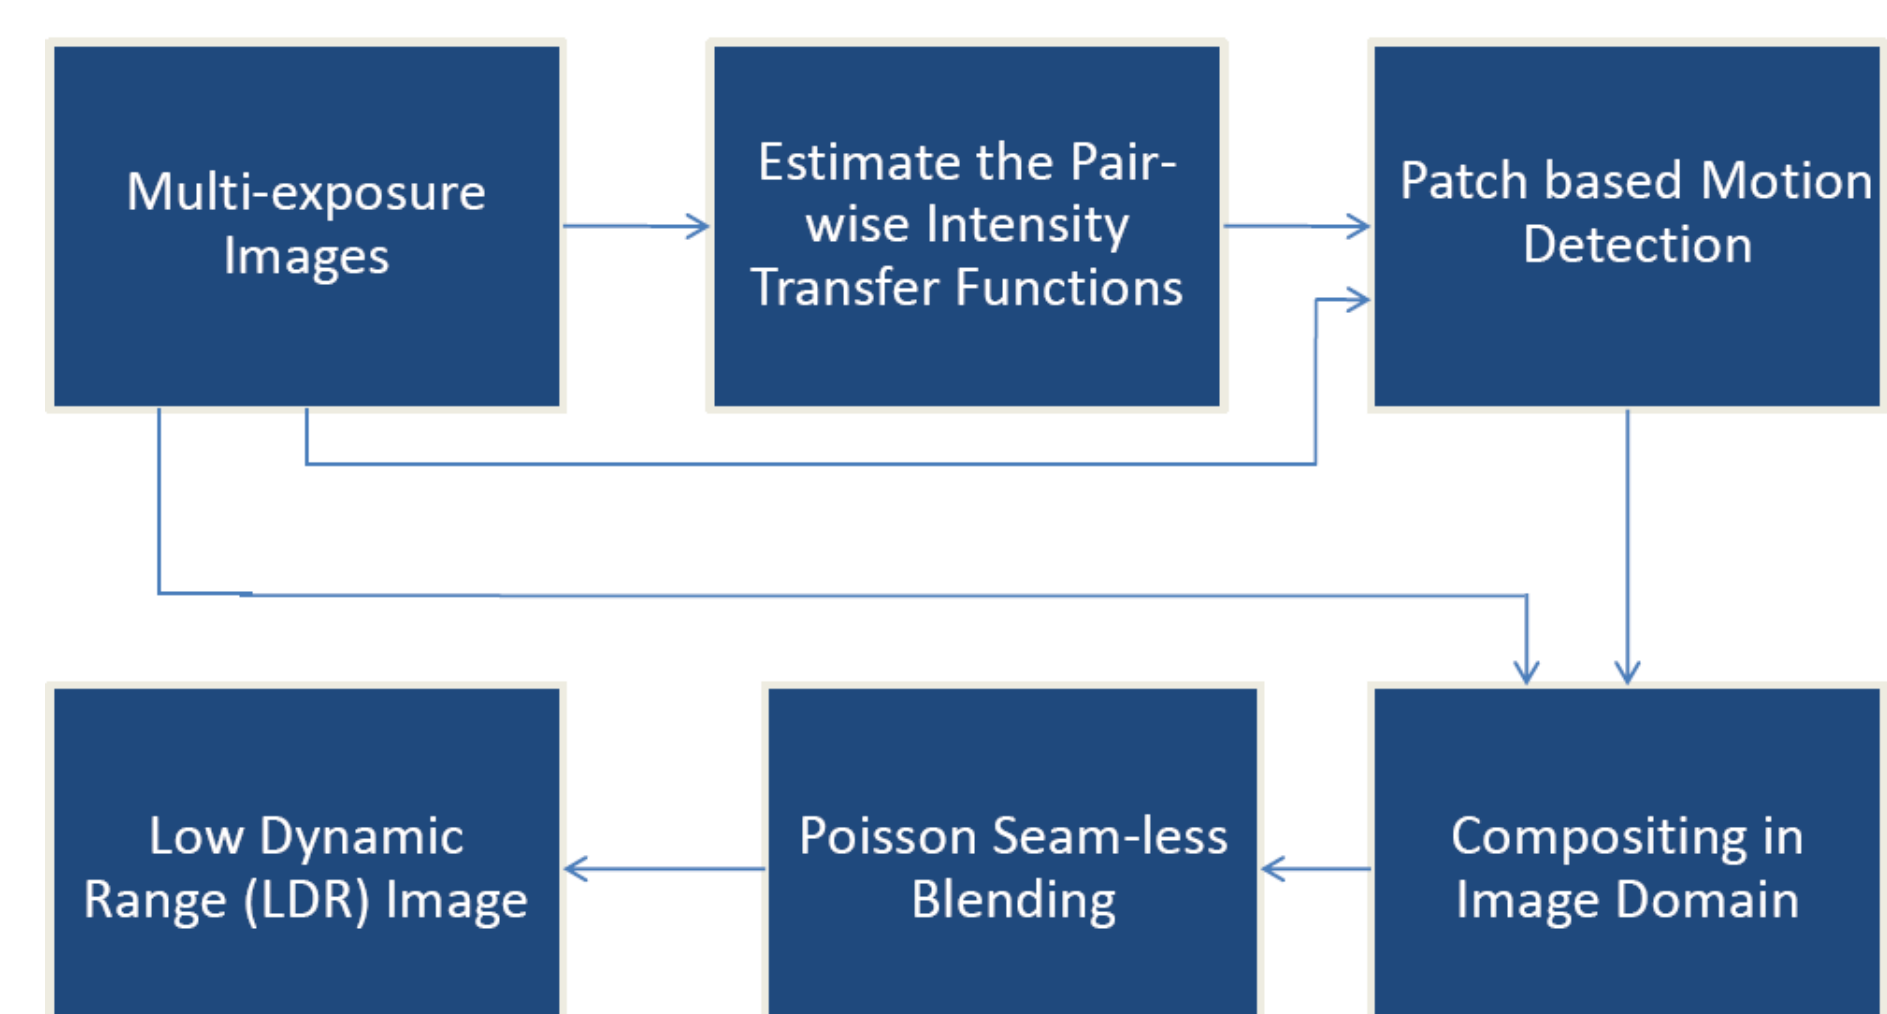 Multi-exposure
Images
Estimate the Pair-
wise Intensity
Transfer Functions
Patch based Motion
Detection
Low Dynamic
Range (LDR) Image
Poisson Seam-less
Blending
Compositing in
Image Domain